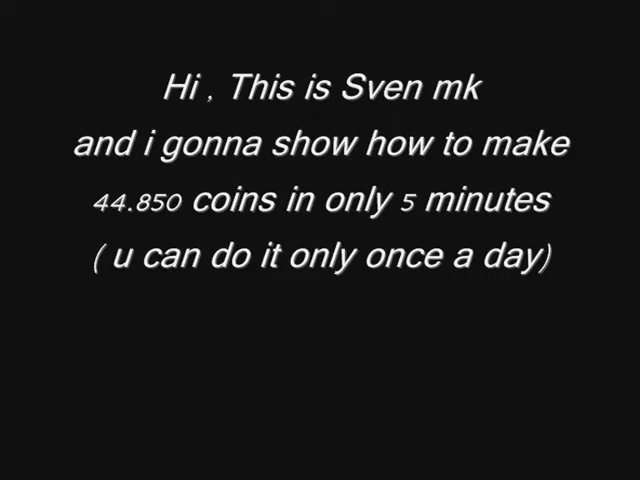 Hi , This is Sven mk
and i gonna show how to make
44.850 coins in only 5 minutes
( u can do it only once a day)